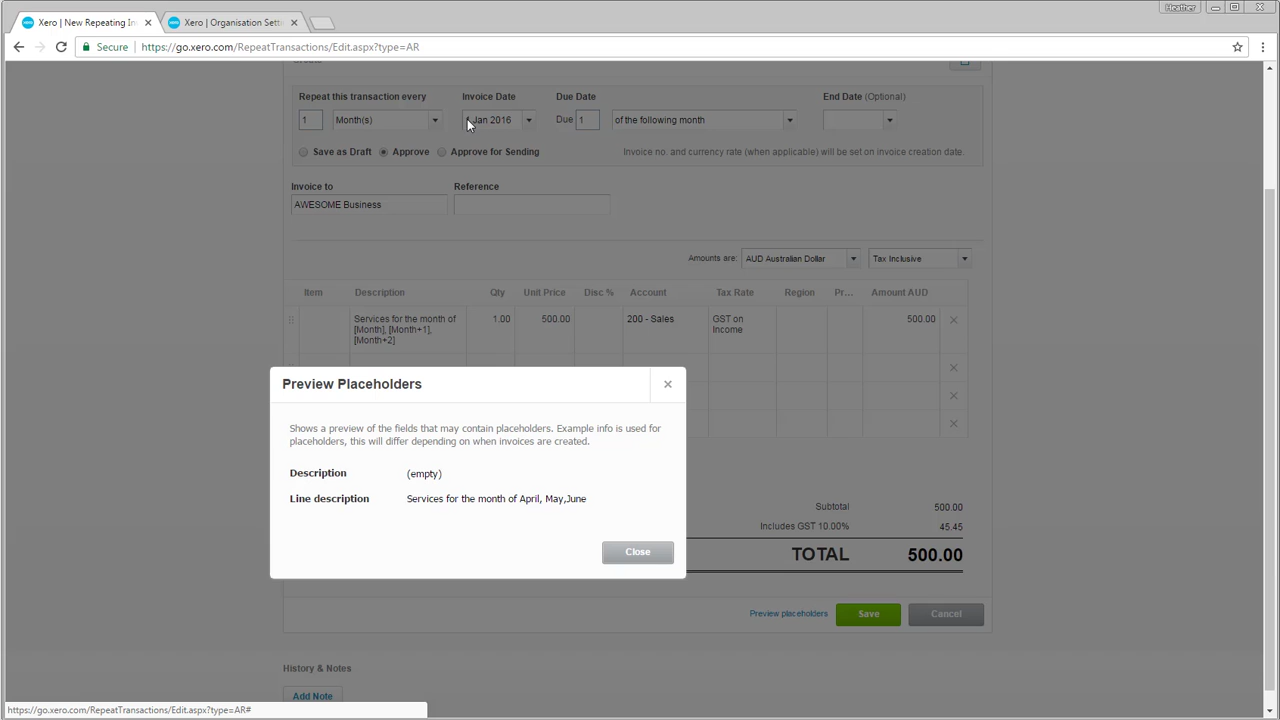 Heather
Xero | New Repeating In
Xero | Organisation Sett
Secure https://go.xero.com/RepeatTransactions/Edit.aspx?type=AR
Repeat this transaction every Invoice Date Due Date End Date (Optional)
1 Month(s) Jan 2016 Due 1 of the following month
Save as Draft Approve Approve for Sending Invoice no. and currency rate (when applicable) will be set on invoice creation date.
Invoice to Reference
AWESOME Business
Amounts are: AUD Australian Dollar Tax Inclusive
Item Description Qty Unit Price Disc % Account Tax Rate Region Pr... Amount AUD
Services for the month of 1.00 500.00 200 - Sales GST on 500.00
[Month], [Month+1], Income
[Month+2]
Preview Placeholders
Shows a preview of the fields that may contain placeholders. Example info is used for
placeholders, this will differ depending on when invoices are created.
Description (empty)
Line description Services for the month of April, May,June
Close
Subtotal 500.00
Includes GST 10.00% 45.45
TOTAL 500.00
Preview placeholders Save Cancel
History & Notes
Add Note
https://go.xero.com/RepeatTransactions/Edit.aspx?type=AR#